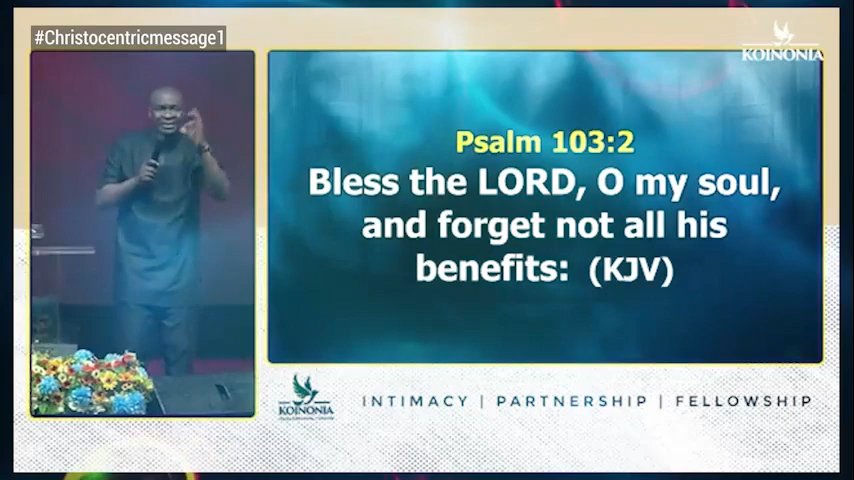 #Christocentricmessage1
KOINONIA
Psalm 103:2
Bless the LORD, O my soul,
and forget not all his
benefits: (KJV)
KOINONIA
INTIMACY | PARTNERSHIP | FELLOWSHIP